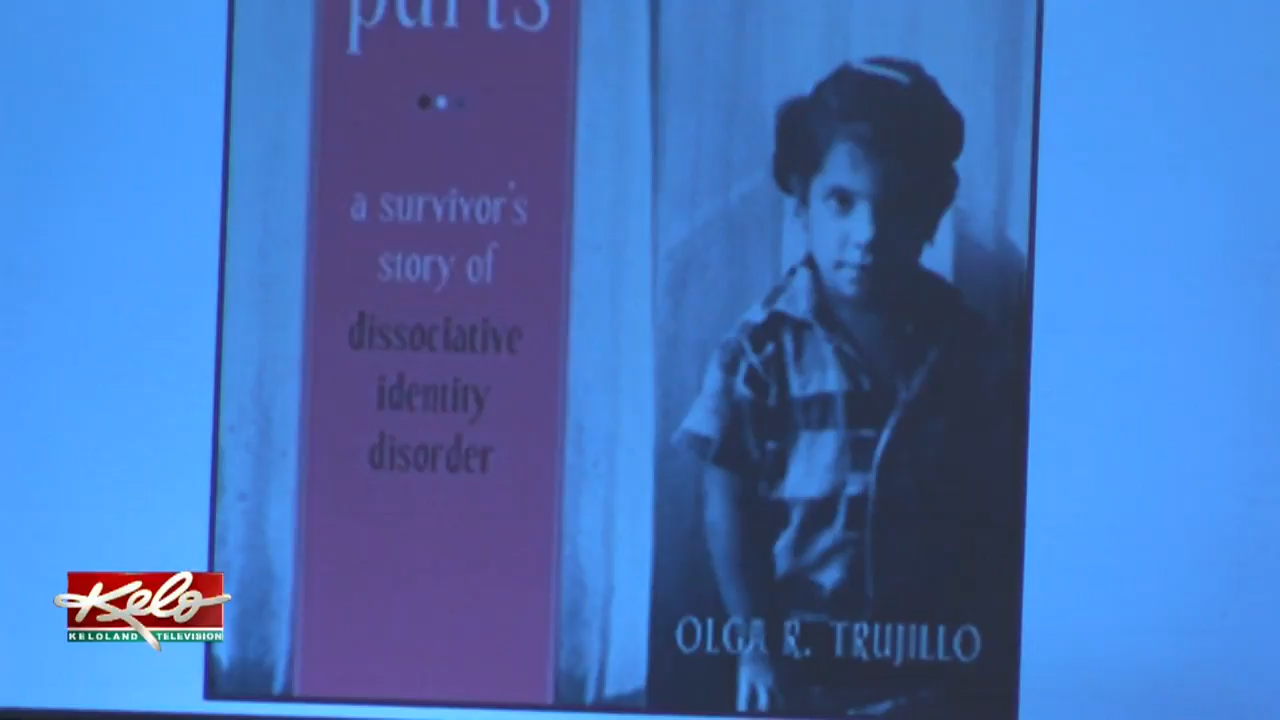 parts
a survivor's
story of
dissociative
identity
disorder
OLGA R. TRUJILLO
Kelo
KELOLAND TELEVISION